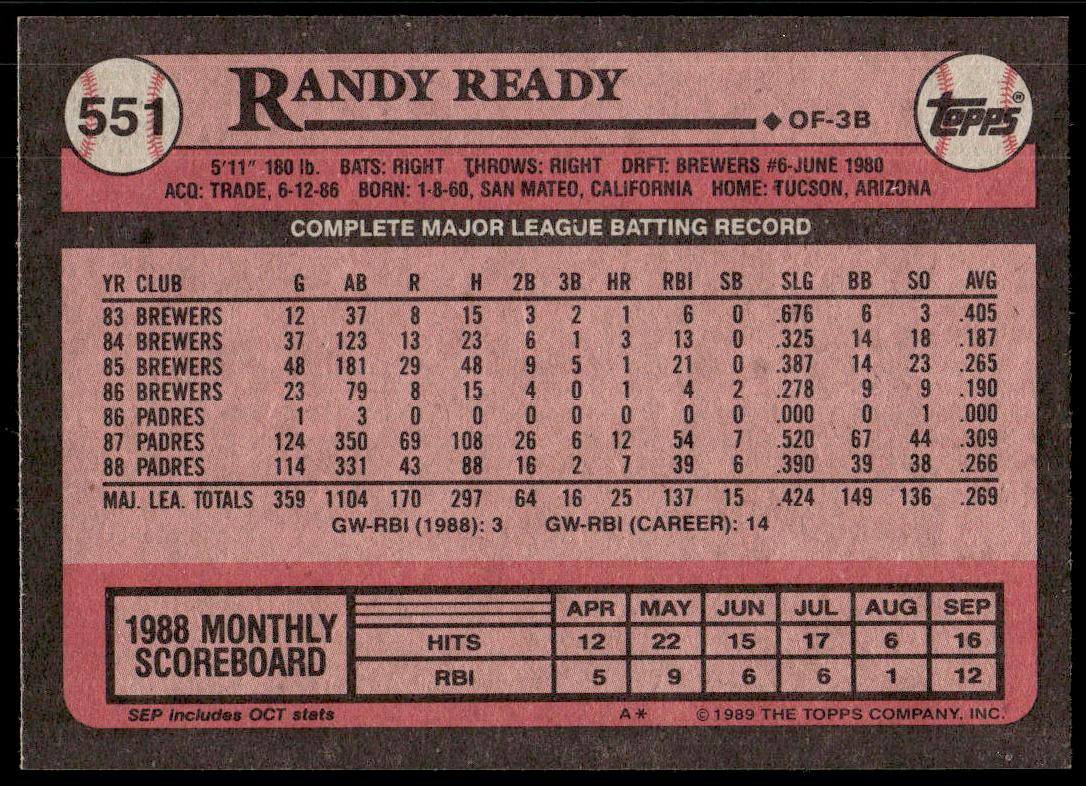 551
RANDY READY
◆ OF-3B
TOPPS®
5'11" 180 lb. BATS: RIGHT THROWS: RIGHT DRFT: BREWERS #6-JUNE 1980
ACQ: TRADE, 6-12-86 BORN: 1-8-60, SAN MATEO, CALIFORNIA HOME: TUCSON, ARIZONA
COMPLETE MAJOR LEAGUE BATTING RECORD
YR CLUB G AB R H 2B 3B HR RBI SB SLG BB SO AVG
83 BREWERS 12 37 8 15 3 2 1 6 0 .676 6 3 .405
84 BREWERS 37 123 13 23 6 1 3 13 0 .325 14 18 .187
85 BREWERS 48 181 29 48 9 5 1 21 0 .387 14 23 .265
86 BREWERS 23 79 8 15 4 0 1 4 2 .278 9 9 .190
86 PADRES 1 3 0 0 0 0 0 0 0 .000 0 1 .000
87 PADRES 124 350 69 108 26 6 12 54 7 .520 67 44 .309
88 PADRES 114 331 43 88 16 2 7 39 6 .390 39 38 .266
MAJ. LEA. TOTALS 359 1104 170 297 64 16 25 137 15 .424 149 136 .269
GW-RBI (1988): 3 GW-RBI (CAREER): 14
1988 MONTHLY
SCOREBOARD
APR MAY JUN JUL AUG SEP
HITS 12 22 15 17 6 16
RBI 5 9 6 6 1 12
SEP includes OCT stats
A* ©1989 THE TOPPS COMPANY, INC.